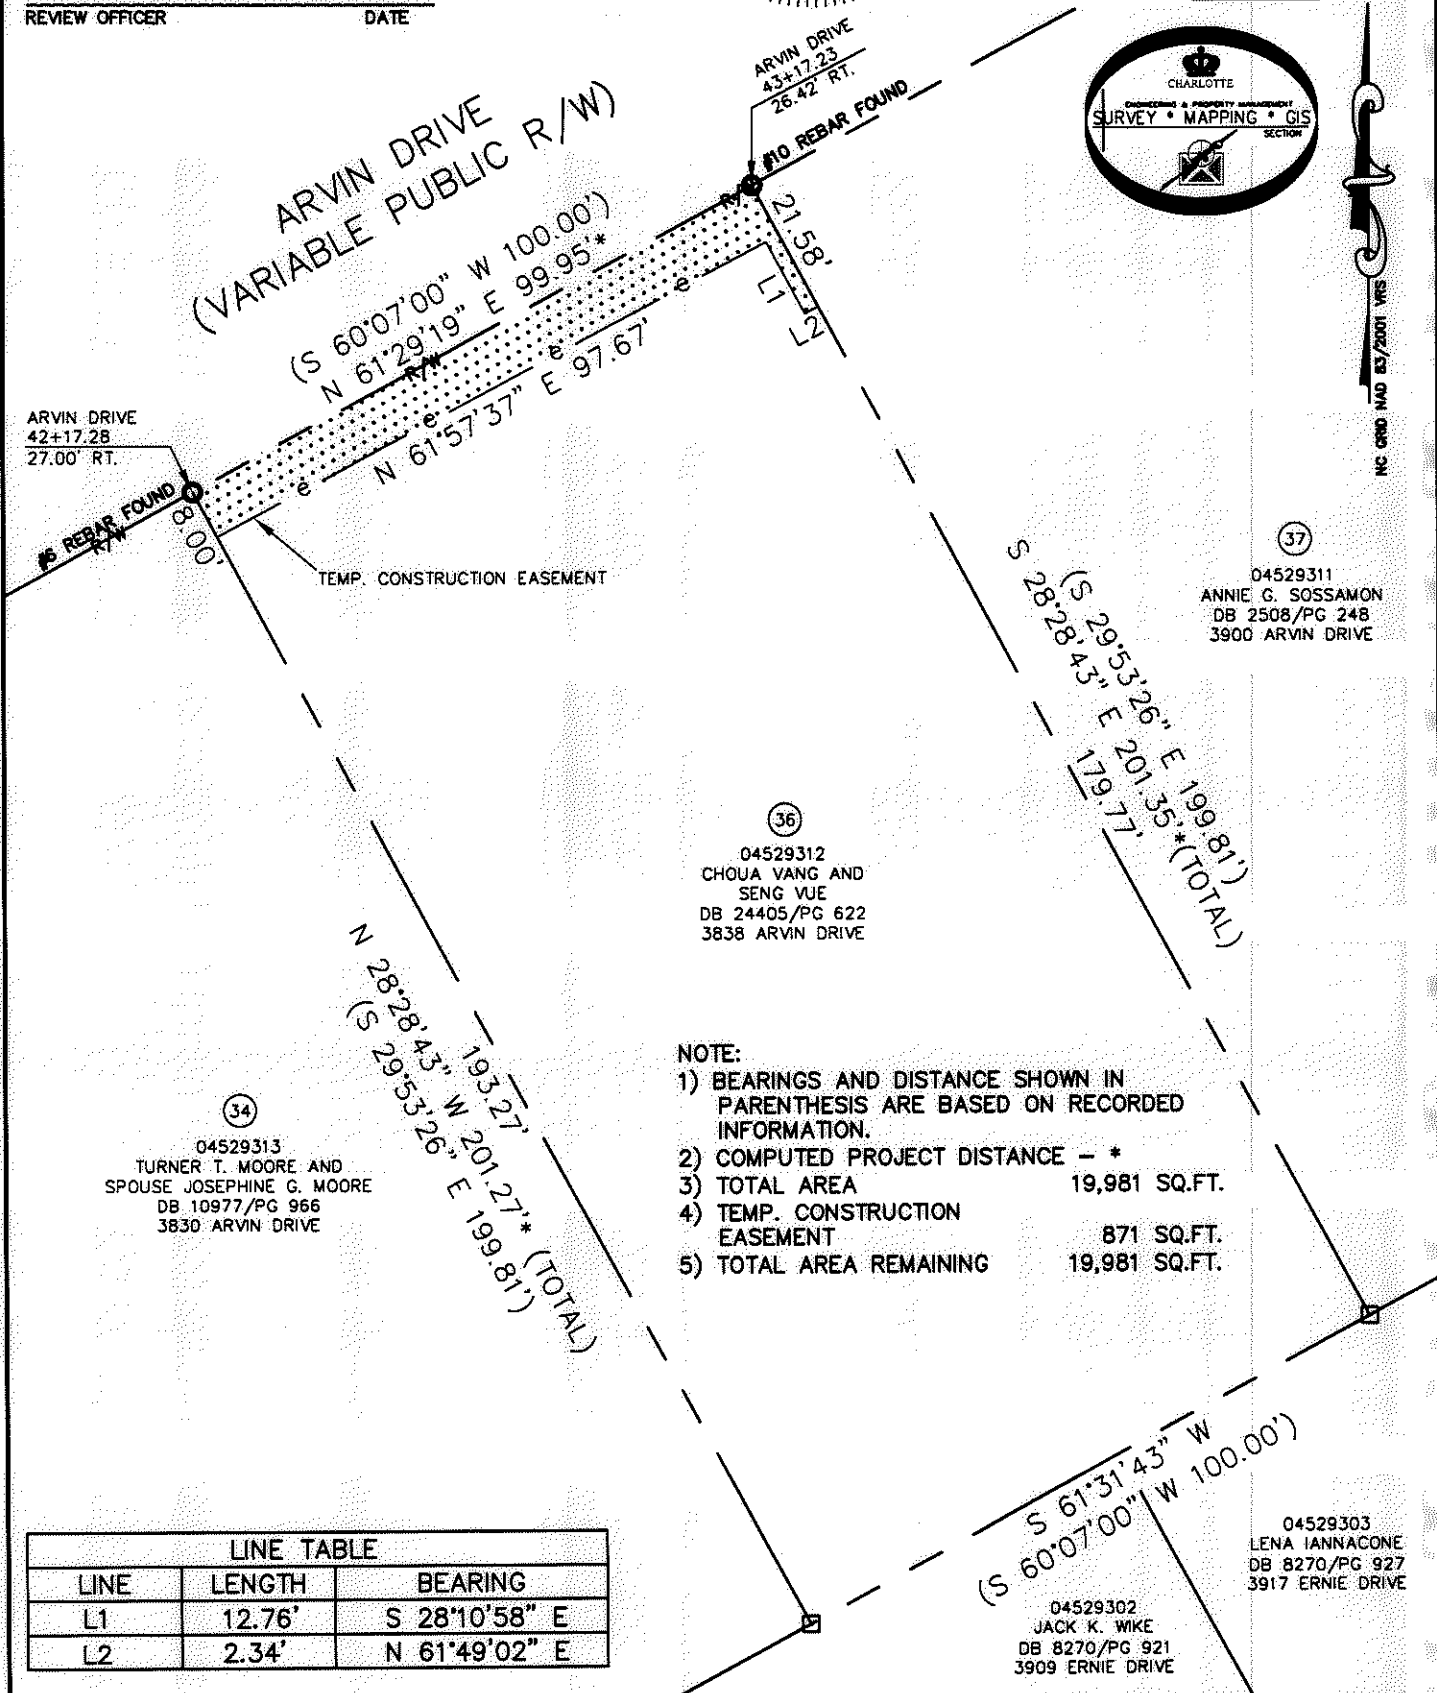 REVIEW OFFICER DATE
ARVIN DRIVE
43+17.23
26.42' RT.
#10 REBAR FOUND
CHARLOTTE
ENGINEERING & PROPERTY MANAGEMENT
SURVEY * MAPPING * GIS
SECTION
NC GRID NAD 83/2001 VRS
ARVIN DRIVE
(VARIABLE PUBLIC R/W)
(S 60°07'00" W 100.00')
N 61°29'19" E 99.95'*
R/W
R/W
21.58'
L1
L2
e e e e e
N 61°57'37" E 97.67'
ARVIN DRIVE
42+17.28
27.00' RT.
#6 REBAR FOUND
R/W
8.00'
TEMP. CONSTRUCTION EASEMENT
37
04529311
ANNIE G. SOSSAMON
DB 2508/PG 248
3900 ARVIN DRIVE
(S 29°53'26" E 199.81')
S 28°28'43" E 201.35'*(TOTAL)
179.77'
36
04529312
CHOUA VANG AND
SENG VUE
DB 24405/PG 622
3838 ARVIN DRIVE
193.27'
N 28°28'43" W 201.27'* (TOTAL)
(S 29°53'26" E 199.81')
34
04529313
TURNER T. MOORE AND
SPOUSE JOSEPHINE G. MOORE
DB 10977/PG 966
3830 ARVIN DRIVE
NOTE:
1) BEARINGS AND DISTANCE SHOWN IN
PARENTHESIS ARE BASED ON RECORDED
INFORMATION.
2) COMPUTED PROJECT DISTANCE - *
3) TOTAL AREA 19,981 SQ.FT.
4) TEMP. CONSTRUCTION
EASEMENT 871 SQ.FT.
5) TOTAL AREA REMAINING 19,981 SQ.FT.
S 61°31'43" W
(S 60°07'00" W 100.00')
04529303
LENA IANNACONE
DB 8270/PG 927
3917 ERNIE DRIVE
04529302
JACK K. WIKE
DB 8270/PG 921
3909 ERNIE DRIVE
LINE TABLE
LINE LENGTH BEARING
L1 12.76' S 28°10'58" E
L2 2.34' N 61°49'02" E